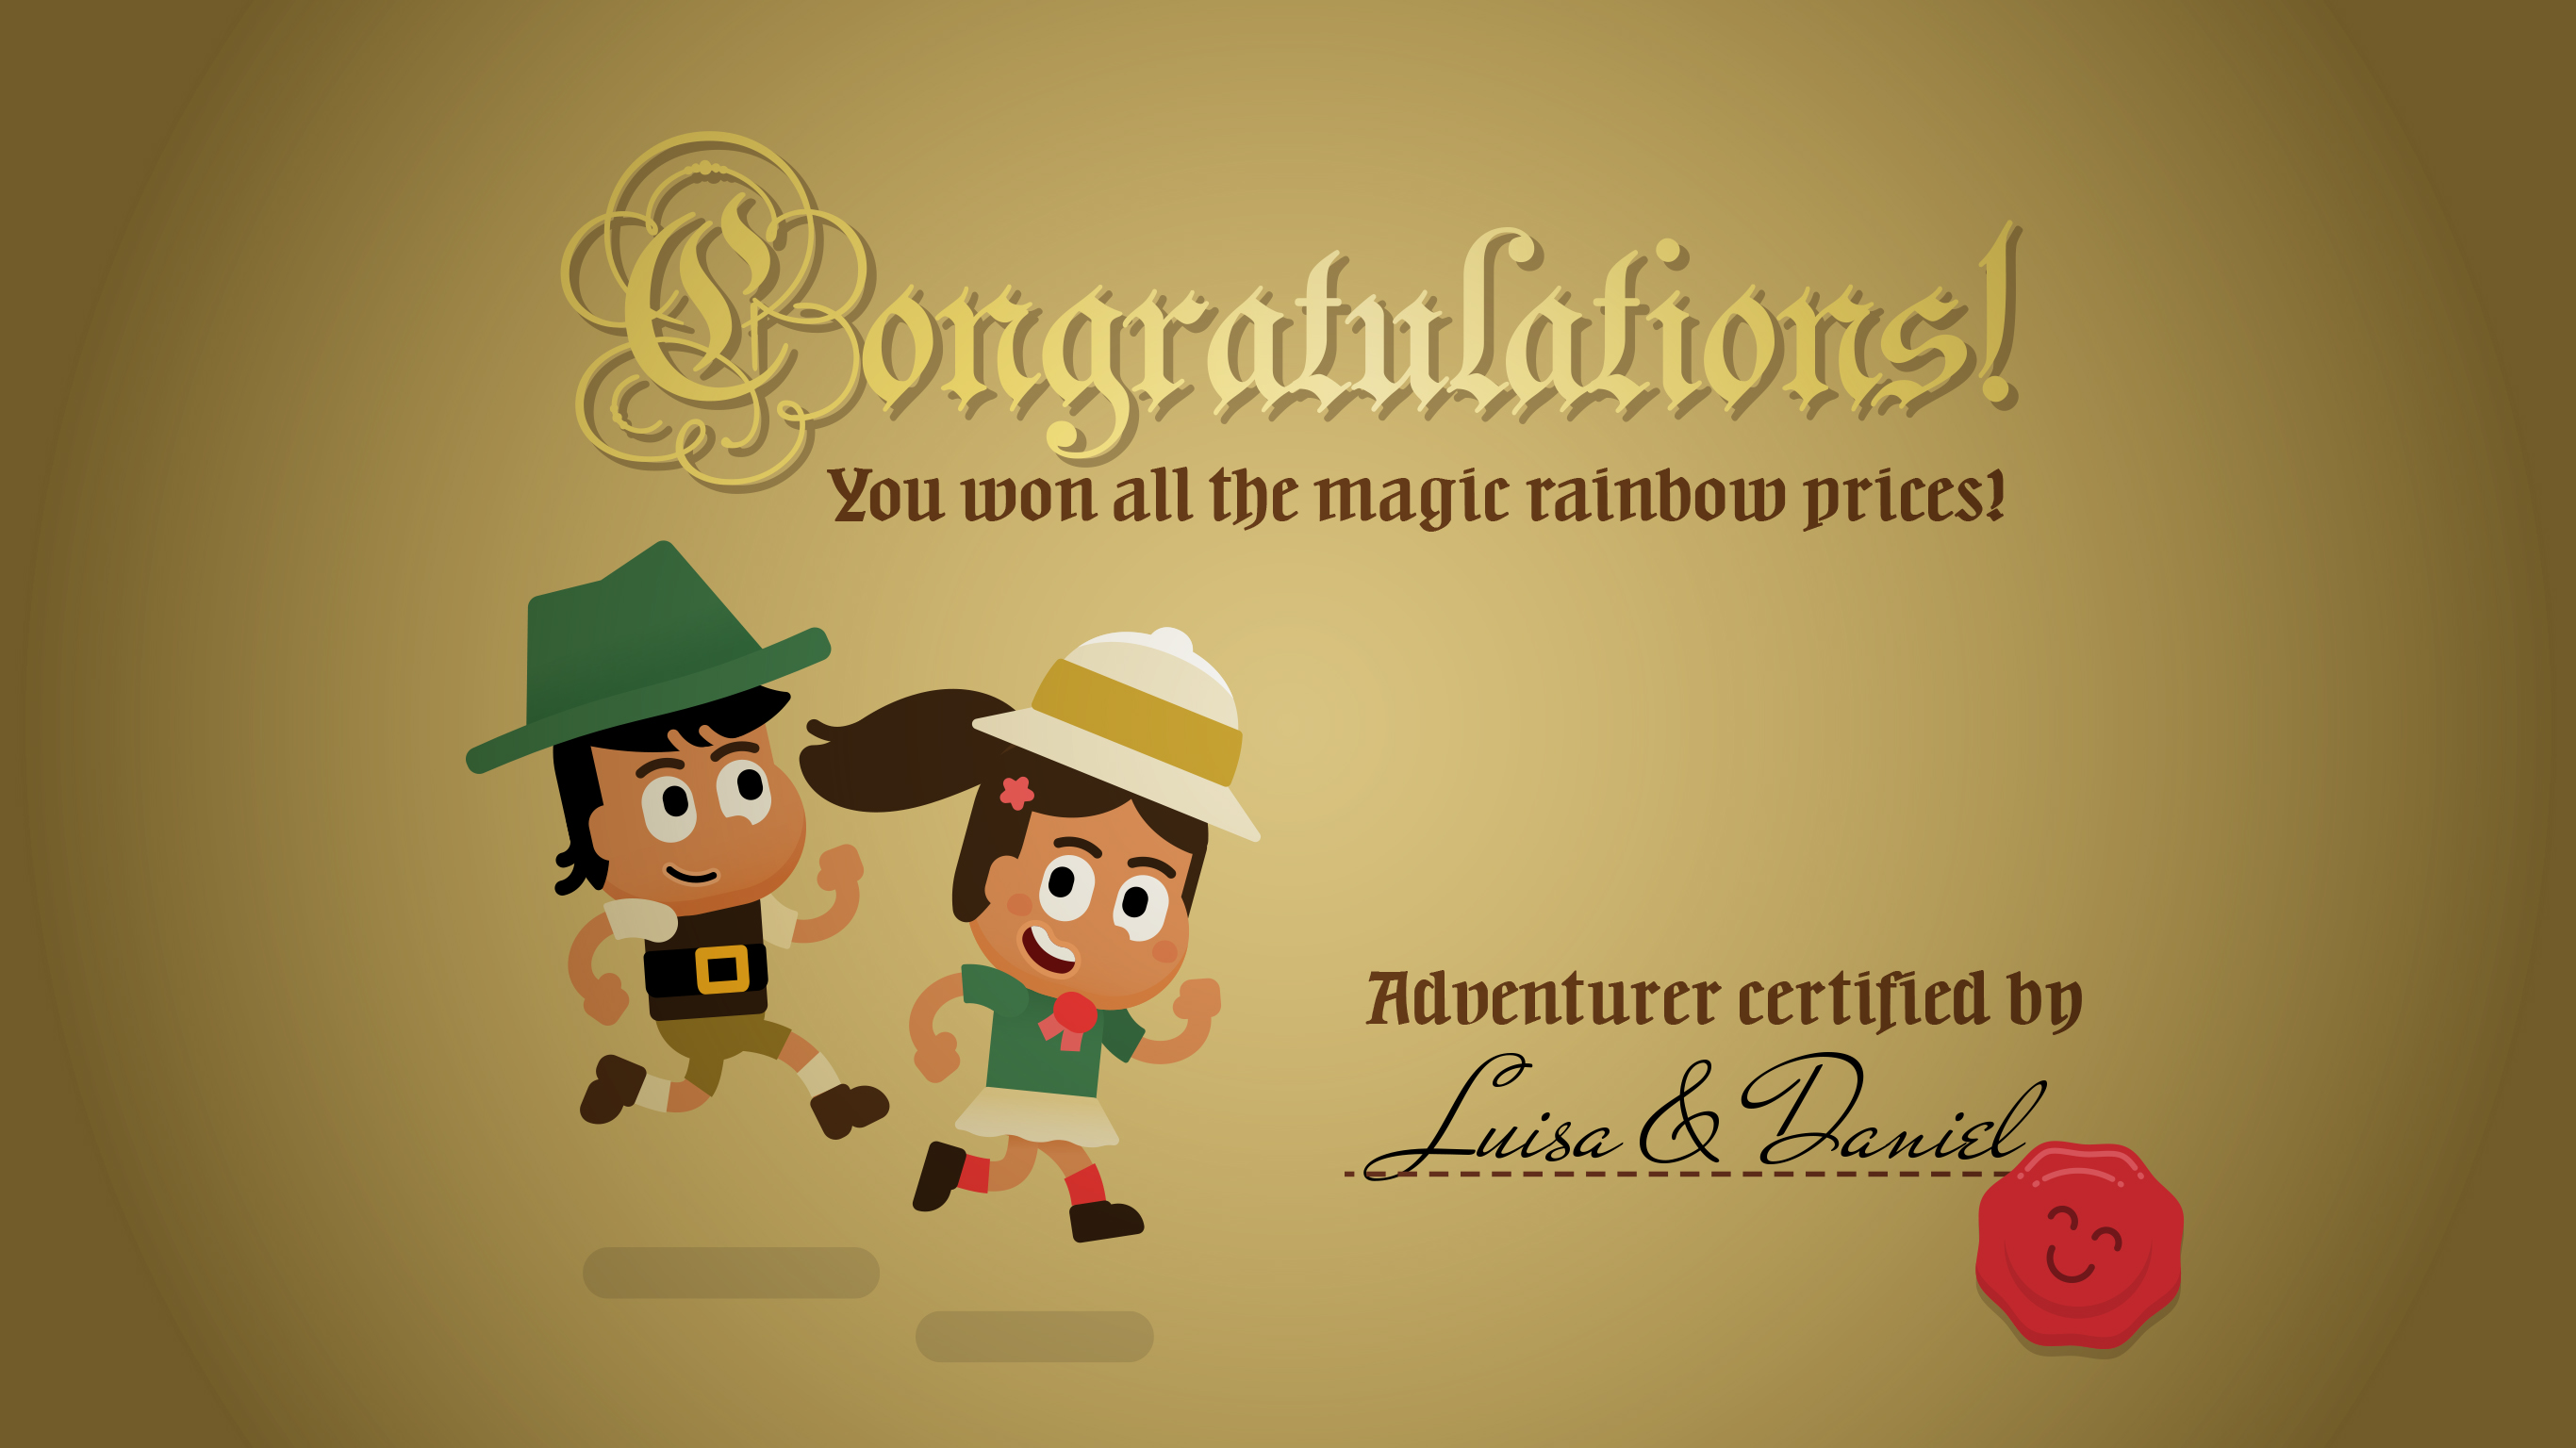 Congratulations!
You won all the magic rainbow prices!
Adventurer certified by
Luisa & Daniel